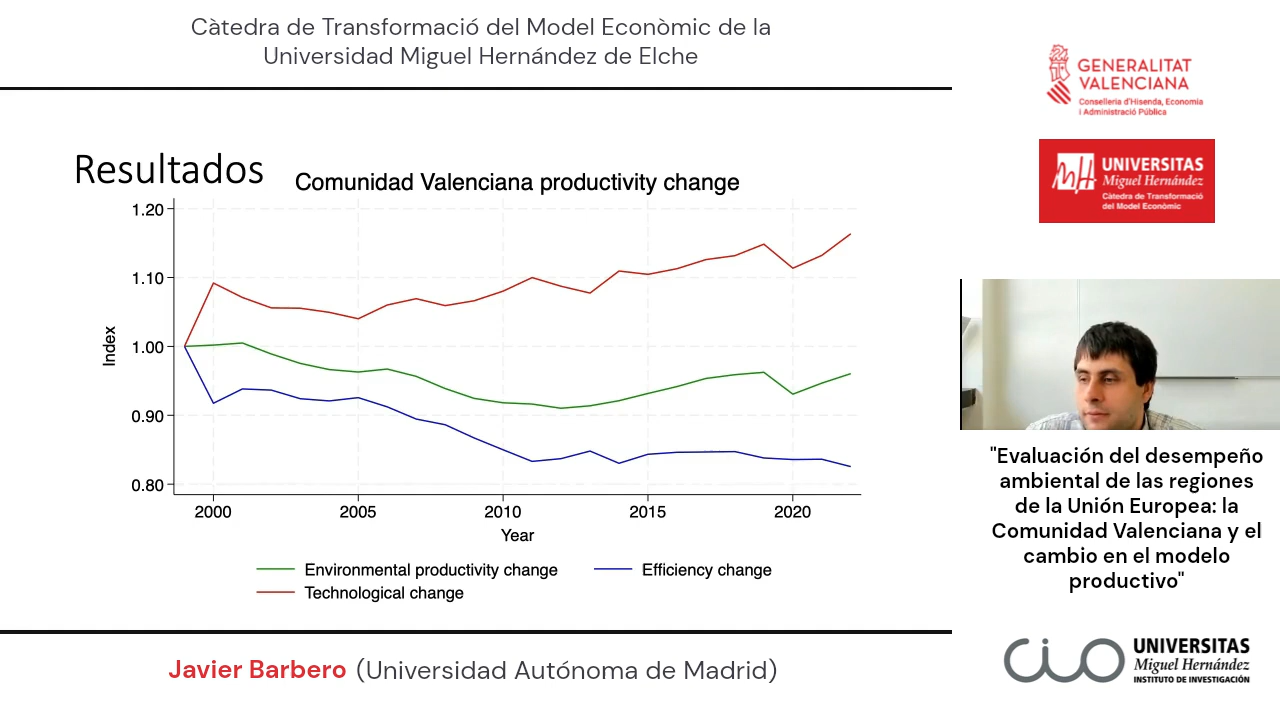 Càtedra de Transformació del Model Econòmic de la
Universidad Miguel Hernández de Elche
GENERALITAT
VALENCIANA
Conselleria d'Hisenda, Economia
i Administració Pública
UNIVERSITAS
Miguel Hernández
Càtedra de Transformació
del Model Econòmic
Resultados
Comunidad Valenciana productivity change
1.20
1.10
1.00
0.90
0.80
Index
2000 2005 2010 2015 2020
Year
Environmental productivity change
Efficiency change
Technological change
"Evaluación del desempeño
ambiental de las regiones
de la Unión Europea: la
Comunidad Valenciana y el
cambio en el modelo
productivo"
Javier Barbero (Universidad Autónoma de Madrid)
cio
UNIVERSITAS
Miguel Hernández
INSTITUTO DE INVESTIGACIÓN